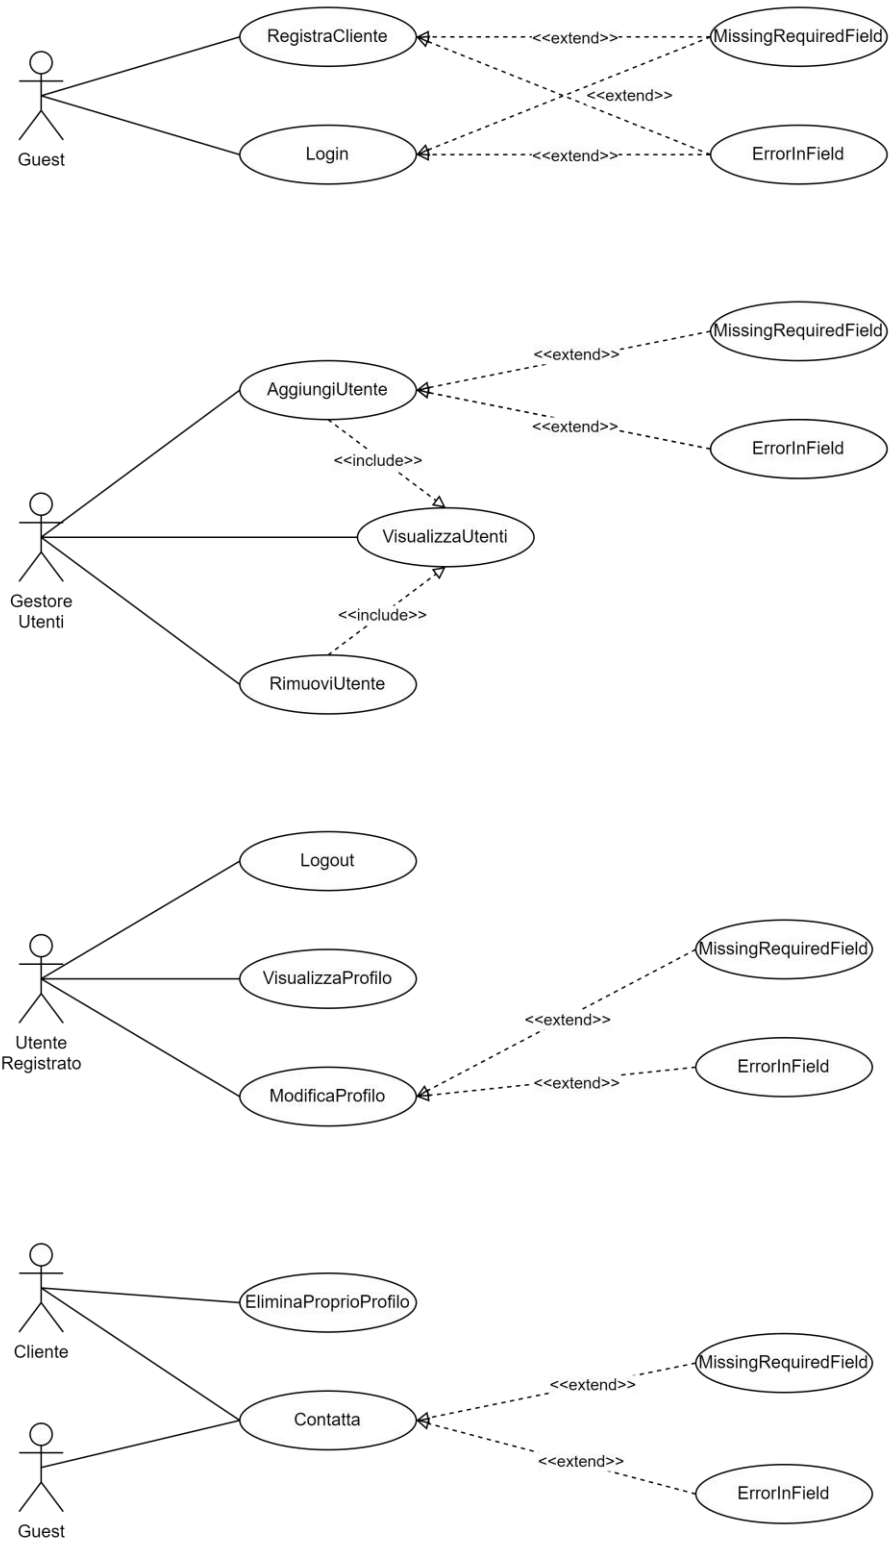 RegistraCliente
<<extend>>
MissingRequiredField
<<extend>>
Guest
Login
<<extend>>
ErrorInField
MissingRequiredField
<<extend>>
AggiungiUtente
<<extend>>
ErrorInField
<<include>>
VisualizzaUtenti
Gestore
Utenti
<<include>>
RimuoviUtente
Logout
MissingRequiredField
VisualizzaProfilo
<<extend>>
Utente
Registrato
ErrorInField
<<extend>>
ModificaProfilo
EliminaProprioProfilo
Cliente
MissingRequiredField
<<extend>>
Contatta
<<extend>>
ErrorInField
Guest